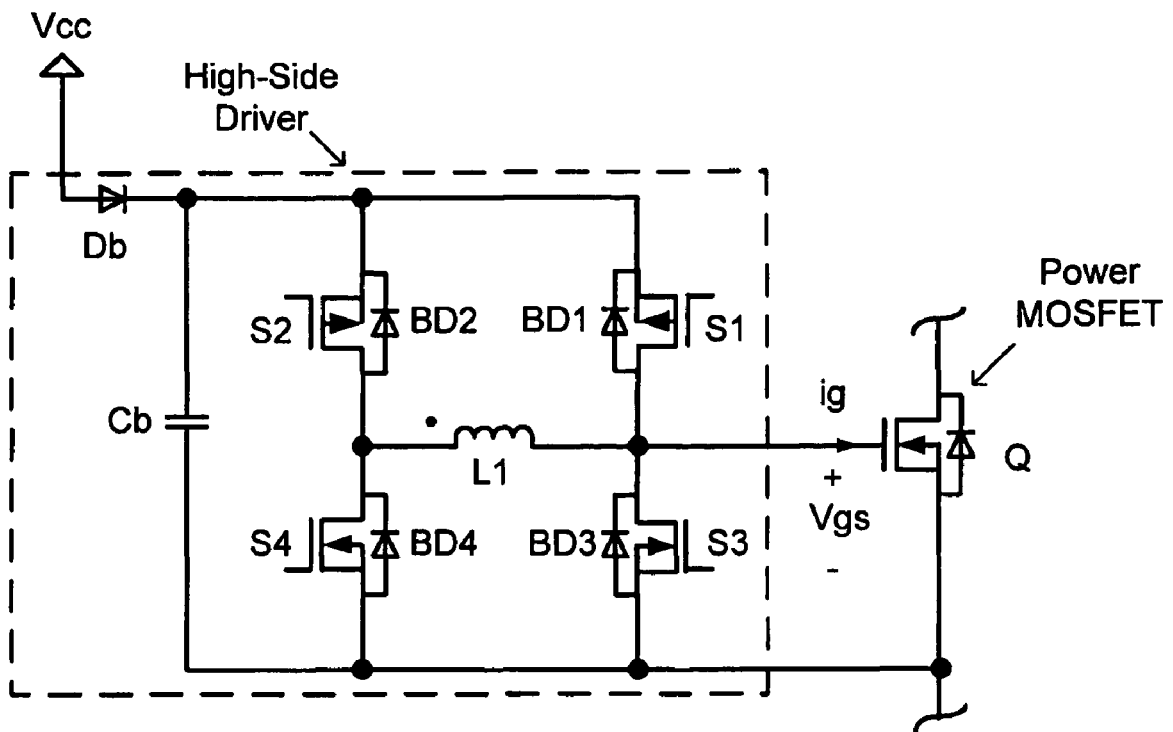 Vcc
High-Side
Driver
Db
Power
MOSFET
S2
BD2
BD1
S1
Cb
L1
ig
+
Vgs
-
Q
S4
BD4
BD3
S3